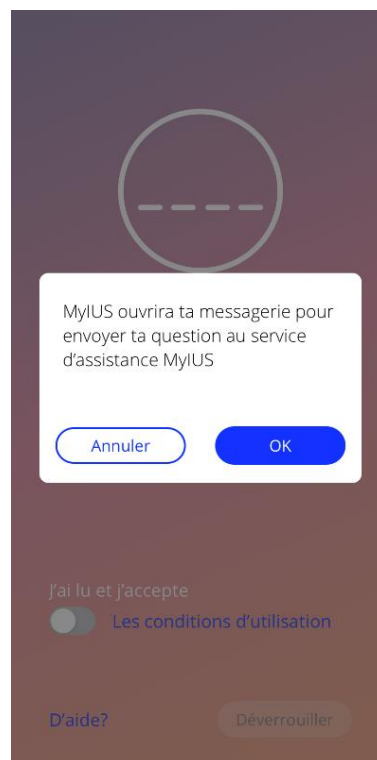 MyIUS ouvrira ta messagerie pour
envoyer ta question au service
d'assistance MyIUS
Annuler
OK
J'ai lu et j'accepte
Les conditions d'utilisation
D'aide?
Déverrouiller